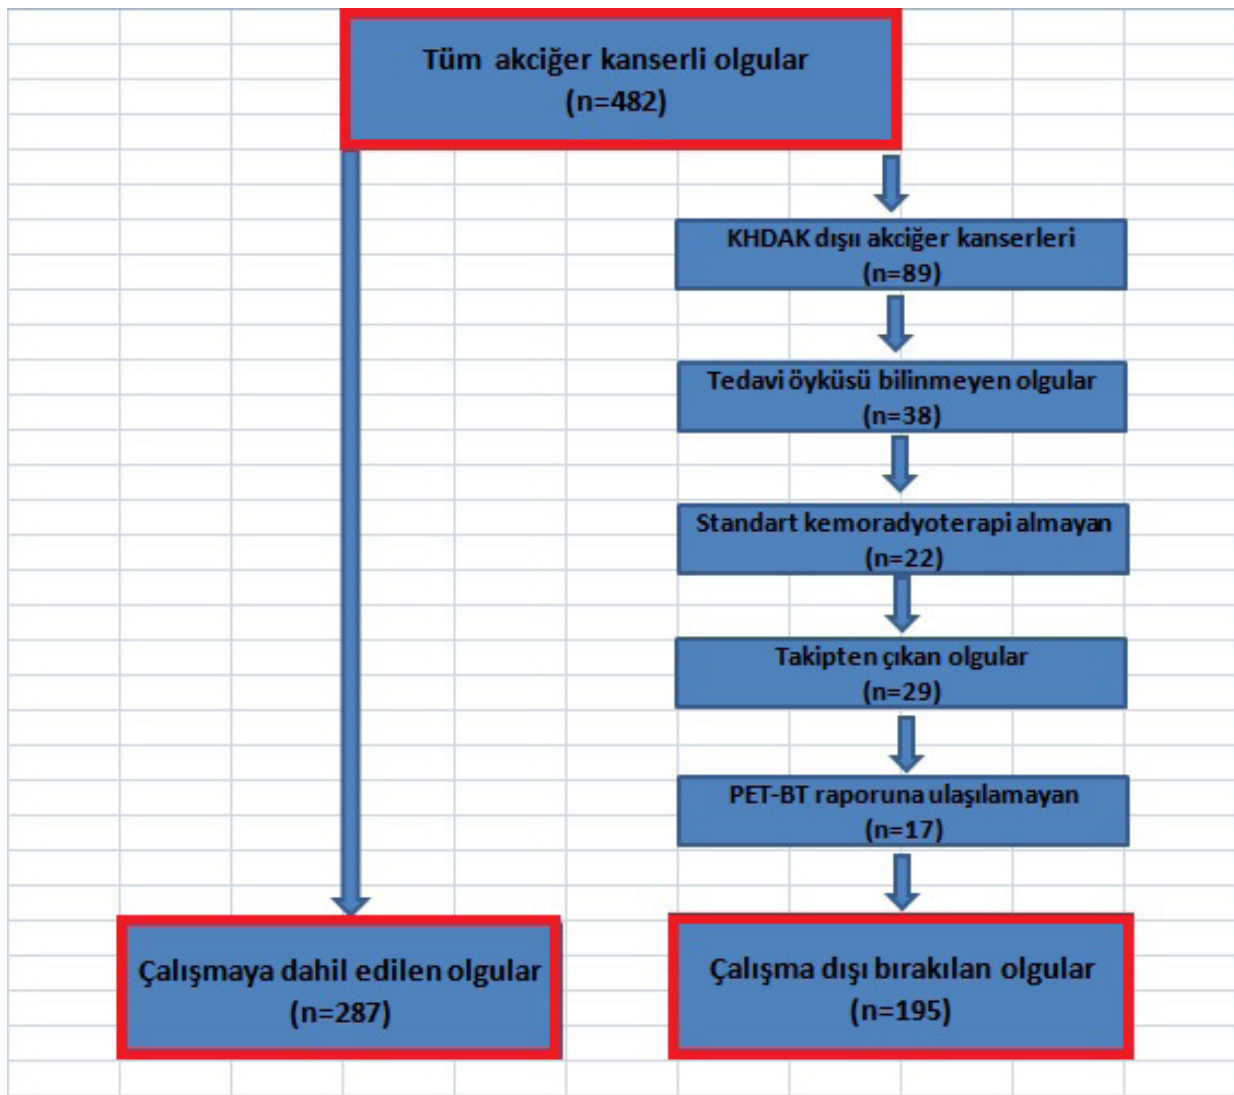 Tüm akciğer kanserli olgular
(n=482)
KHDAK dışıı akciğer kanserleri
(n=89)
Tedavi öyküsü bilinmeyen olgular
(n=38)
Standart kemoradyoterapi almayan
(n=22)
Takipten çıkan olgular
(n=29)
PET-BT raporuna ulaşılamayan
(n=17)
Çalışmaya dahil edilen olgular
(n=287)
Çalışma dışı bırakılan olgular
(n=195)